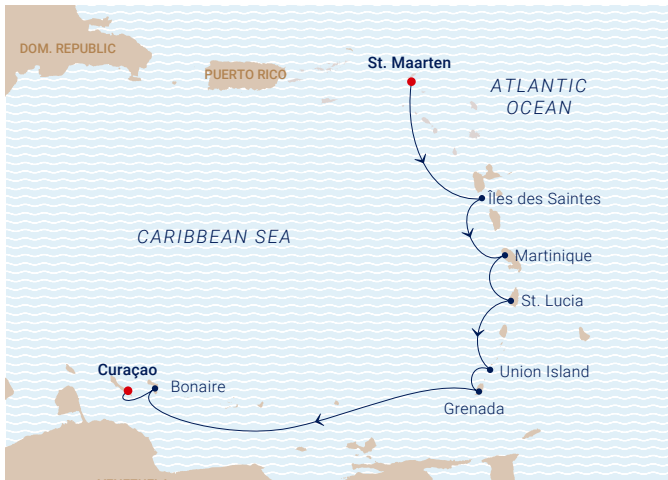 DOM. REPUBLIC
PUERTO RICO
St. Maarten
ATLANTIC
OCEAN
Îles des Saintes
CARIBBEAN SEA
Martinique
St. Lucia
Union Island
Curaçao
Bonaire
Grenada